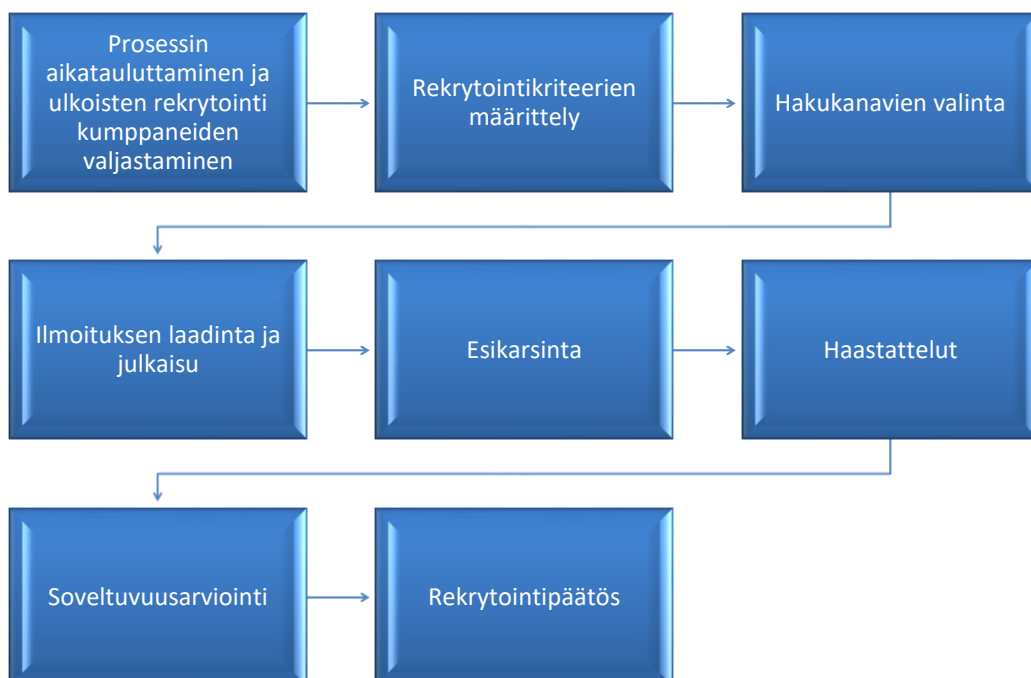 Prosessin
aikatauluttaminen ja
ulkoisten rekrytointi
kumppaneiden
valjastaminen
Rekrytointikriteerien
määrittely
Hakukanavien valinta
Ilmoituksen laadinta ja
julkaisu
Esikarsinta
Haastattelut
Soveltuvuusarviointi
Rekrytointipäätös